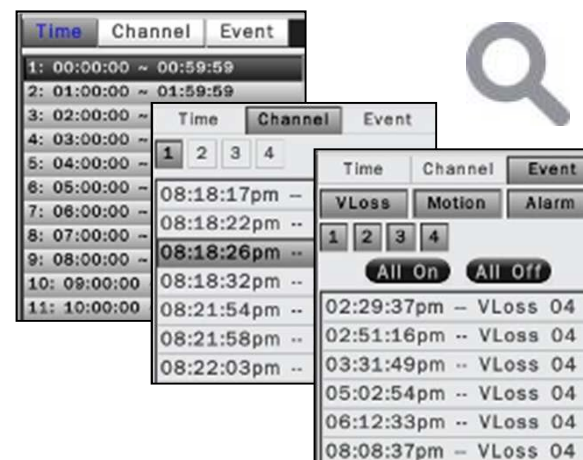 Time Channel Event
1: 00:00:00 ~ 00:59:59
2: 01:00:00 ~ 01:59:59
3: 02:00:00 ~
4: 03:00:00 ~
5: 04:00:00 ~
6: 05:00:00 ~
7: 06:00:00 ~
8: 07:00:00 ~
9: 08:00:00 ~
10: 09:00:00
11: 10:00:00
Time Channel Event
1 2 3 4
08:18:17pm --
08:18:22pm --
08:18:26pm --
08:18:32pm --
08:21:54pm --
08:21:58pm --
08:22:03pm --
Time Channel Event
VLoss Motion Alarm
1 2 3 4
All On All Off
02:29:37pm -- VLoss 04
02:51:16pm -- VLoss 04
03:31:49pm -- VLoss 04
05:02:54pm -- VLoss 04
06:12:33pm -- VLoss 04
08:08:37pm -- VLoss 04